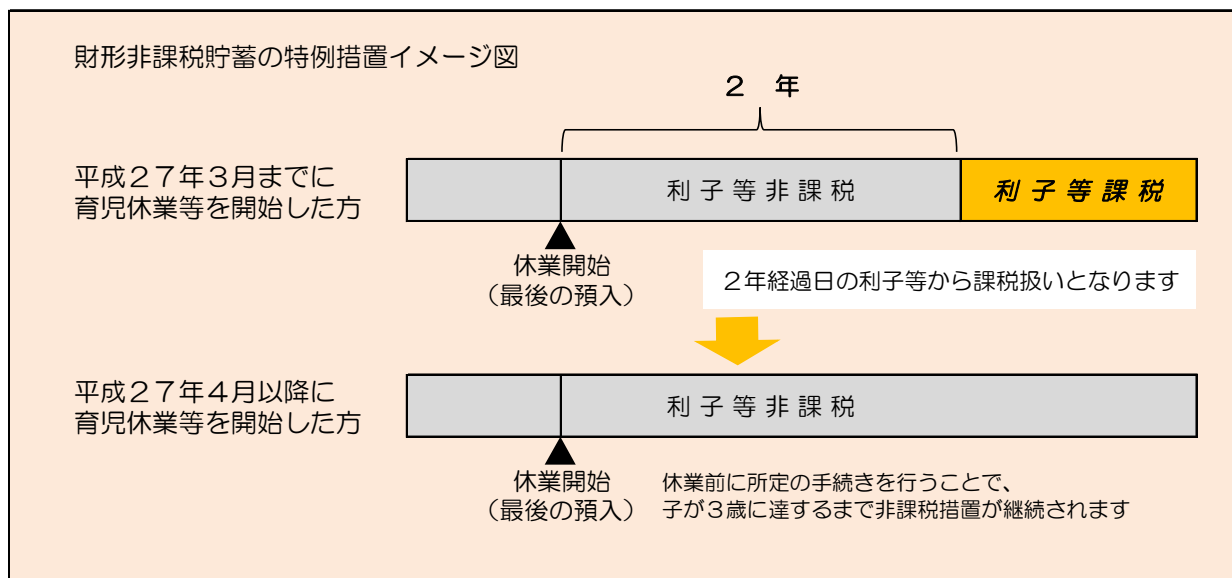 財形非課税貯蓄の特例措置イメージ図
２　年
平成２７年３月までに
育児休業等を開始した方
利子等非課税
利子等課税
休業開始
（最後の預入）
２年経過日の利子等から課税扱いとなります
平成２７年４月以降に
育児休業等を開始した方
利子等非課税
休業開始
（最後の預入）
休業前に所定の手続きを行うことで、
子が３歳に達するまで非課税措置が継続されます